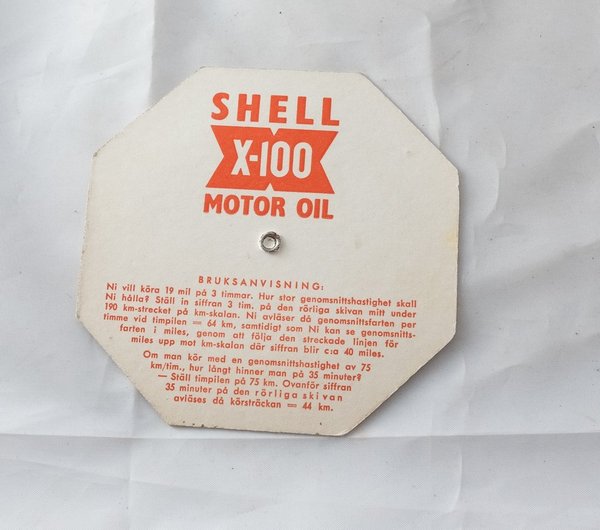 SHELL
X-100
MOTOR OIL
BRUKSANVISNING:
Ni vill köra 19 mil på 3 timmar. Hur stor genomsnittshastighet skall
Ni hålla? Ställ in siffran 3 tim. på den rörliga skivan mitt under
190 km-strecket på km-skalan. Ni avläser då genomsnittsfarten per
timme vid timpilen = 64 km, samtidigt som Ni kan se genomsnitts-
farten i miles, genom att följa den streckade linjen för
miles upp mot km-skalan där siffran blir c:a 40 miles.
Om man kör med en genomsnittshastighet av 75
km/tim., hur långt hinner man på 35 minuter?
— Ställ timpilen på 75 km. Ovanför siffran
35 minuter på den rörliga skivan
avläses då körsträckan = 44 km.